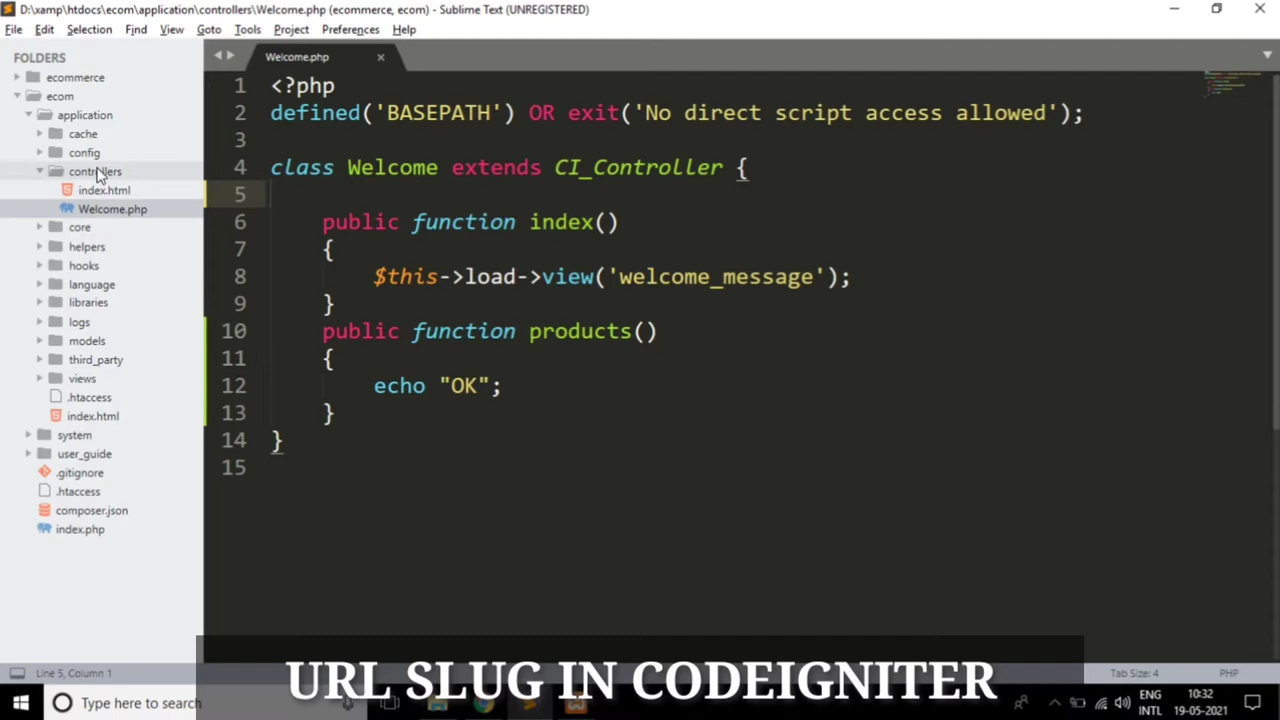 D:\xamp\htdocs\ecom\application\controllers\Welcome.php (ecommerce, ecom) - Sublime Text (UNREGISTERED)
File Edit Selection Find View Goto Tools Project Preferences Help
FOLDERS
ecommerce
ecom
application
cache
config
controllers
index.html
Welcome.php
core
helpers
hooks
language
libraries
logs
models
third_party
views
.htaccess
index.html
system
user_guide
.gitignore
.htaccess
composer.json
index.php
Welcome.php
1 <?php
2 defined('BASEPATH') OR exit('No direct script access allowed');
3
4 class Welcome extends CI_Controller {
5
6 public function index()
7 {
8 $this->load->view('welcome_message');
9 }
10 public function products()
11 {
12 echo "OK";
13 }
14 }
15
Line 5, Column 1
Tab Size: 4 PHP
URL SLUG IN CODEIGNITER
Type here to search
ENG
INTL
10:32
19-05-2021